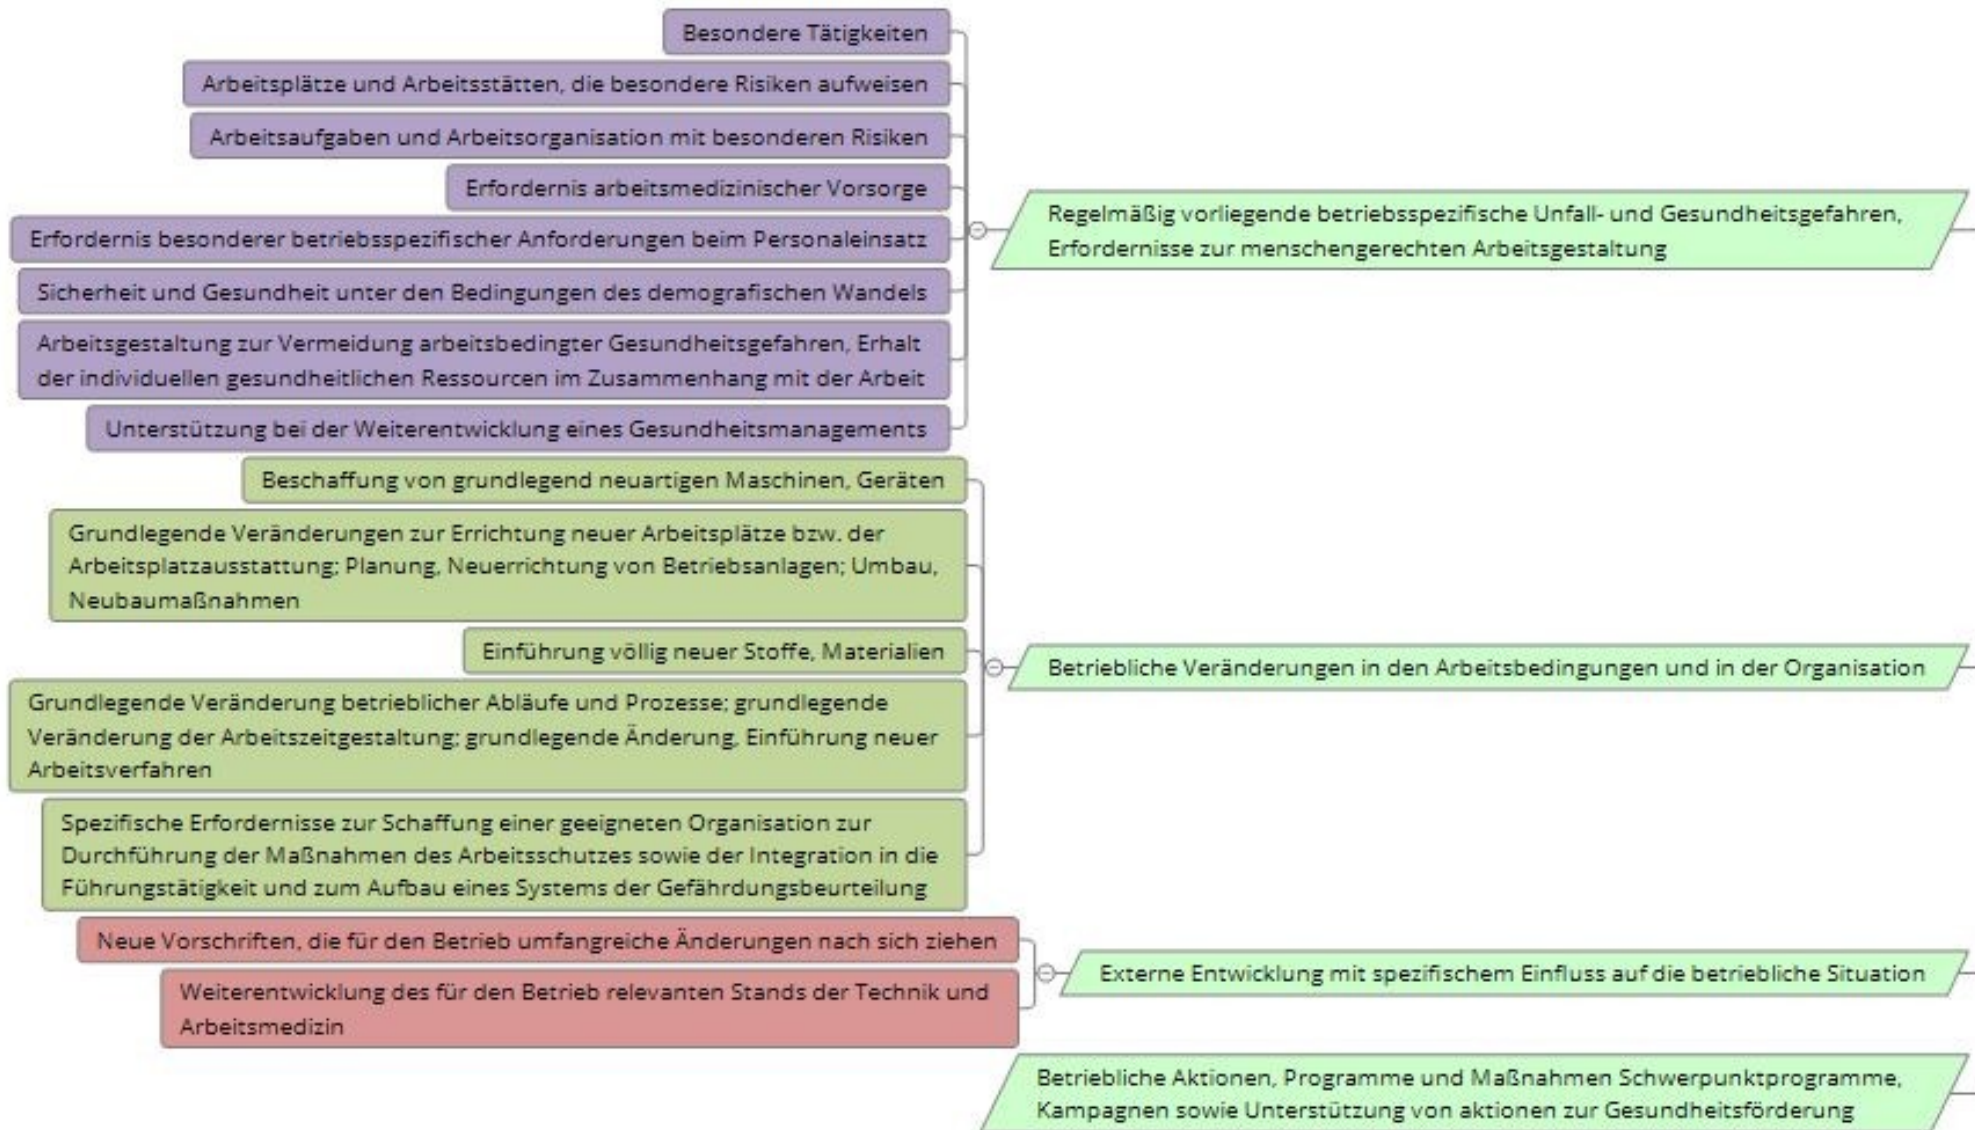 Besondere Tätigkeiten
Arbeitsplätze und Arbeitsstätten, die besondere Risiken aufweisen
Arbeitsaufgaben und Arbeitsorganisation mit besonderen Risiken
Erfordernis arbeitsmedizinischer Vorsorge
Erfordernis besonderer betriebsspezifischer Anforderungen beim Personaleinsatz
Sicherheit und Gesundheit unter den Bedingungen des demografischen Wandels
Arbeitsgestaltung zur Vermeidung arbeitsbedingter Gesundheitsgefahren, Erhalt
der individuellen gesundheitlichen Ressourcen im Zusammenhang mit der Arbeit
Unterstützung bei der Weiterentwicklung eines Gesundheitsmanagements
Regelmäßig vorliegende betriebsspezifische Unfall- und Gesundheitsgefahren,
Erfordernisse zur menschengerechten Arbeitsgestaltung
Beschaffung von grundlegend neuartigen Maschinen, Geräten
Grundlegende Veränderungen zur Errichtung neuer Arbeitsplätze bzw. der
Arbeitsplatzausstattung; Planung, Neuerrichtung von Betriebsanlagen; Umbau,
Neubaumaßnahmen
Einführung völlig neuer Stoffe, Materialien
Grundlegende Veränderung betrieblicher Abläufe und Prozesse; grundlegende
Veränderung der Arbeitszeitgestaltung; grundlegende Änderung, Einführung neuer
Arbeitsverfahren
Spezifische Erfordernisse zur Schaffung einer geeigneten Organisation zur
Durchführung der Maßnahmen des Arbeitsschutzes sowie der Integration in die
Führungstätigkeit und zum Aufbau eines Systems der Gefährdungsbeurteilung
Betriebliche Veränderungen in den Arbeitsbedingungen und in der Organisation
Neue Vorschriften, die für den Betrieb umfangreiche Änderungen nach sich ziehen
Weiterentwicklung des für den Betrieb relevanten Stands der Technik und
Arbeitsmedizin
Externe Entwicklung mit spezifischem Einfluss auf die betriebliche Situation
Betriebliche Aktionen, Programme und Maßnahmen Schwerpunktprogramme,
Kampagnen sowie Unterstützung von aktionen zur Gesundheitsförderung